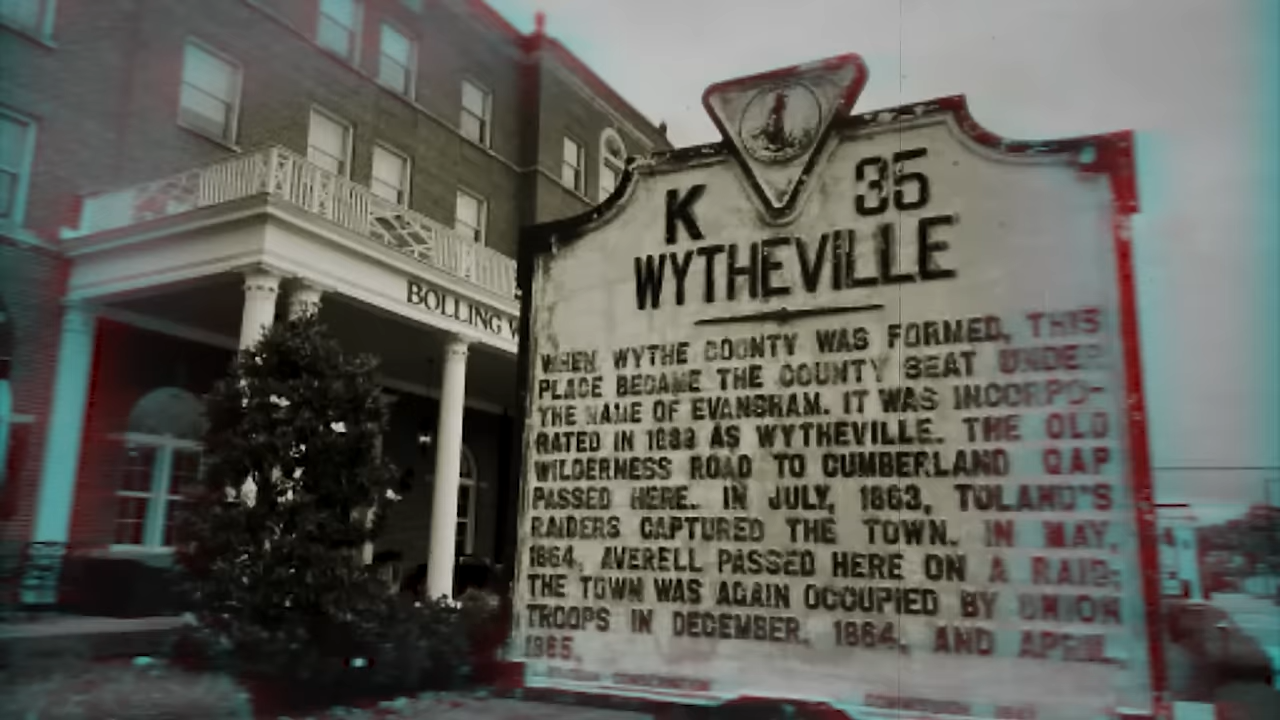 K 35
WYTHEVILLE
WHEN WYTHE COUNTY WAS FORMED, THIS
PLACE BECAME THE COUNTY SEAT UNDER
THE NAME OF EVANSHAM. IT WAS INCORPO-
RATED IN AS WYTHEVILLE. THE OLD
WILDERNESS ROAD TO CUMBERLAND GAP
PASSED HERE. IN JULY, 1863, TOLAND'S
RAIDERS CAPTURED THE TOWN. IN MAY,
1864, AVERELL PASSED HERE ON A RAID;
THE TOWN WAS AGAIN OCCUPIED BY UNION
TROOPS IN DECEMBER, 1864, AND APRIL,
1865.
BOLLING W